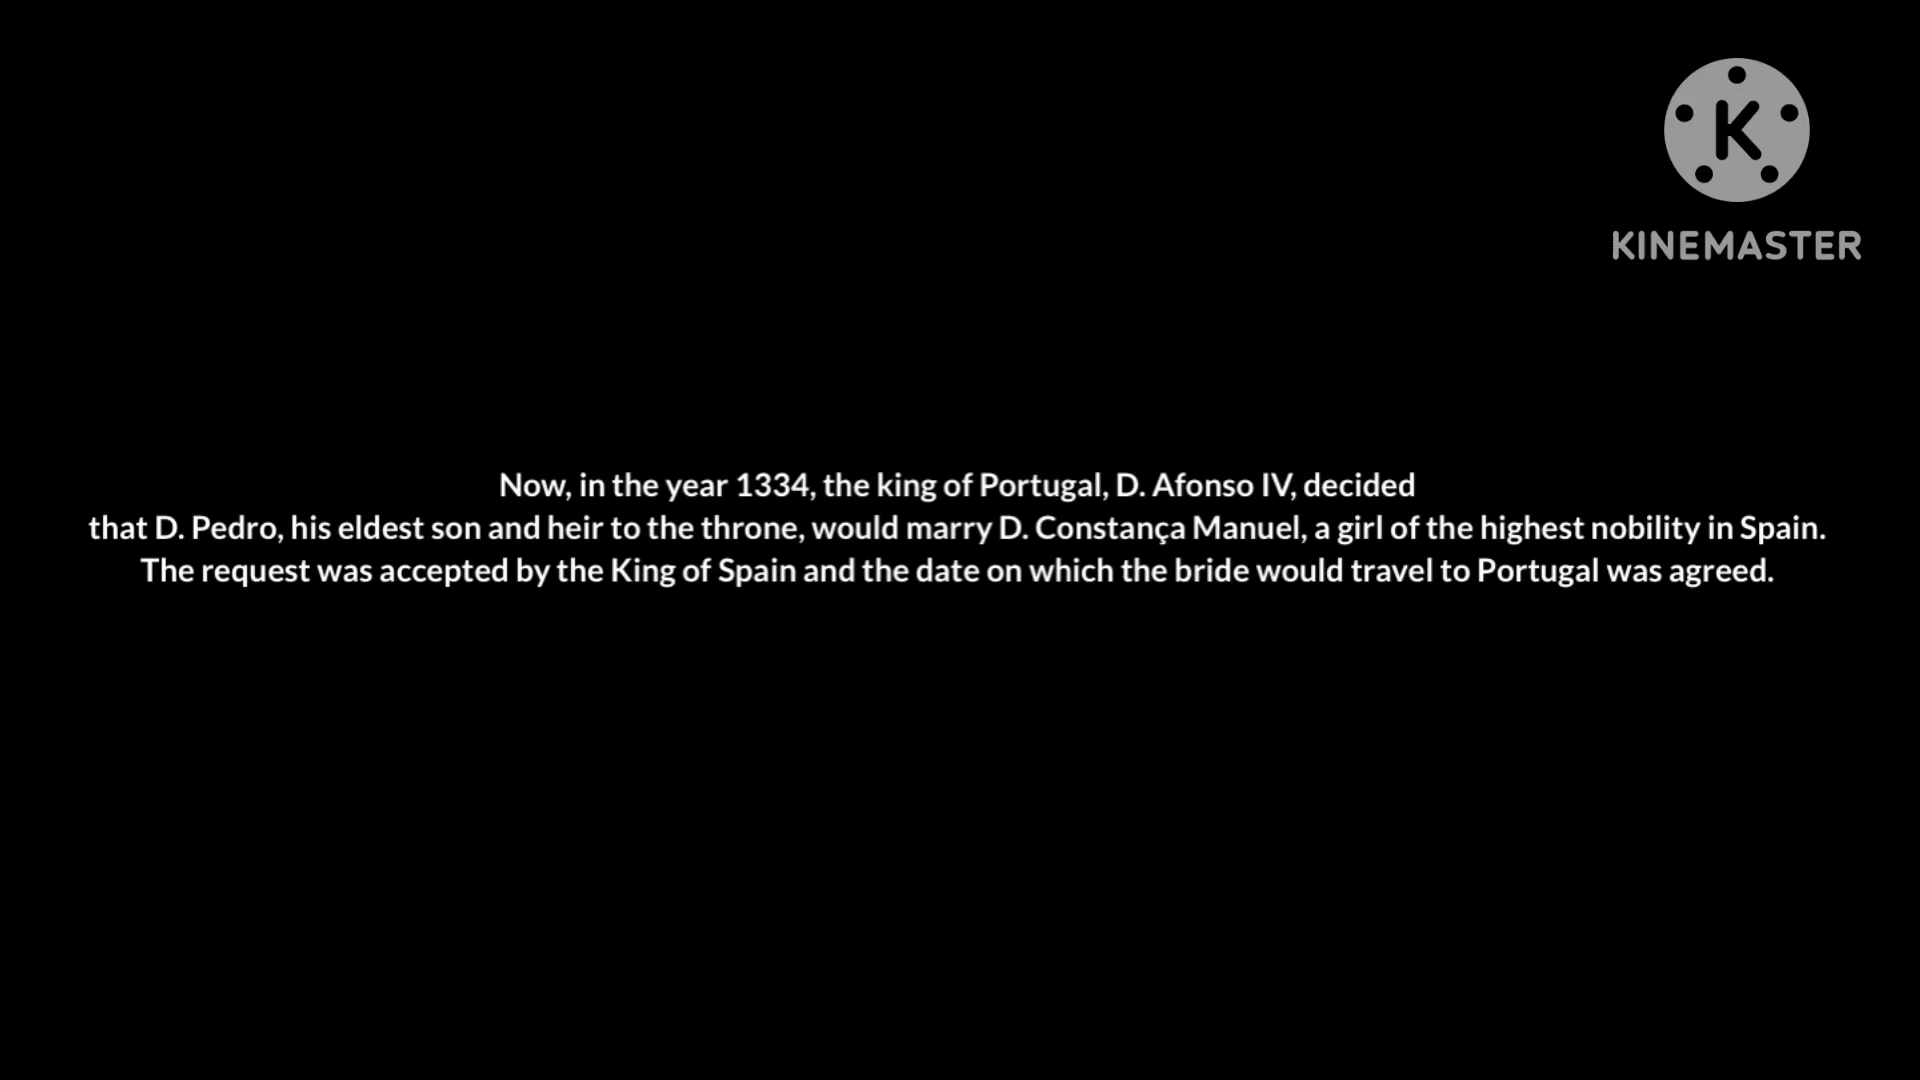 K
KINEMASTER
Now, in the year 1334, the king of Portugal, D. Afonso IV, decided
that D. Pedro, his eldest son and heir to the throne, would marry D. Constança Manuel, a girl of the highest nobility in Spain.
The request was accepted by the King of Spain and the date on which the bride would travel to Portugal was agreed.